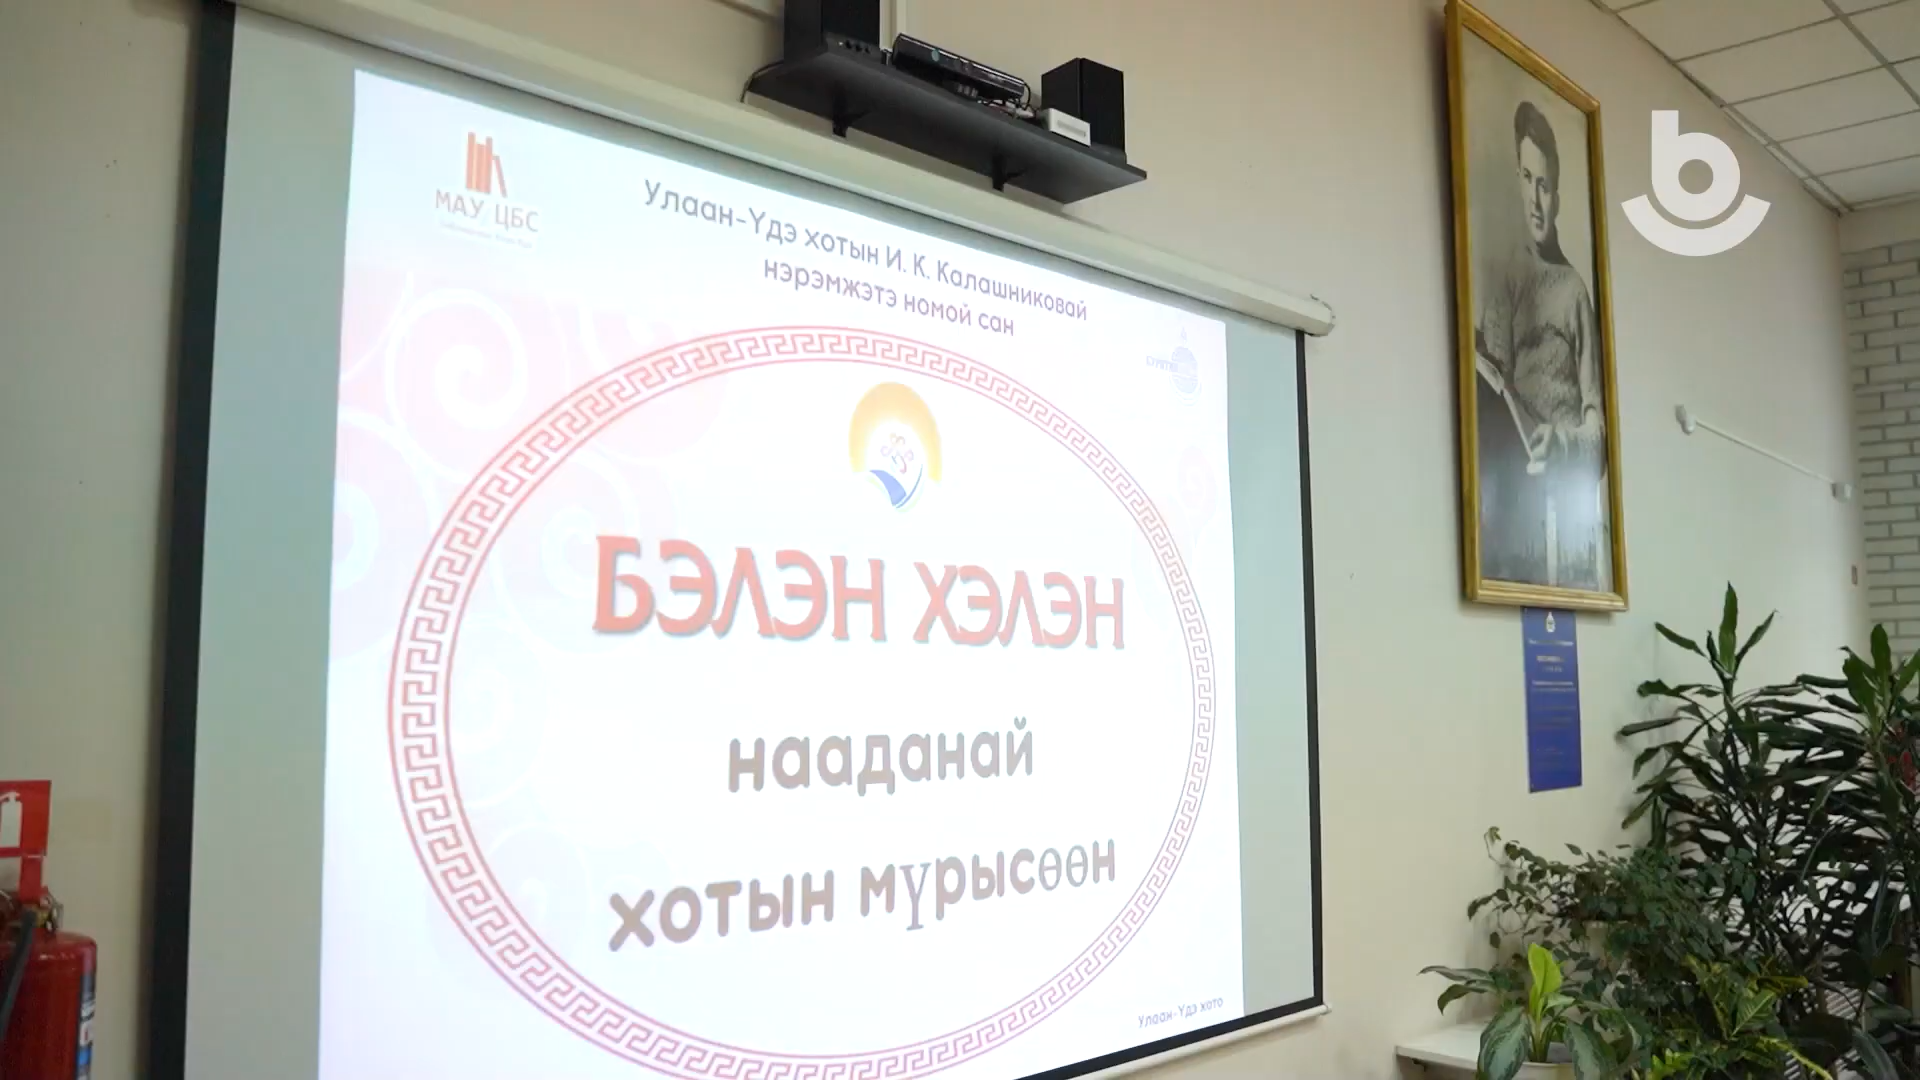 МАУ ЦБС
Улаан-Үдэ хотын И. К. Калашниковай
нэрэмжэтэ номой сан
БЭЛЭН ХЭЛЭН
нааданай
хотын мүрысөөн
Улаан-Үдэ хото
b